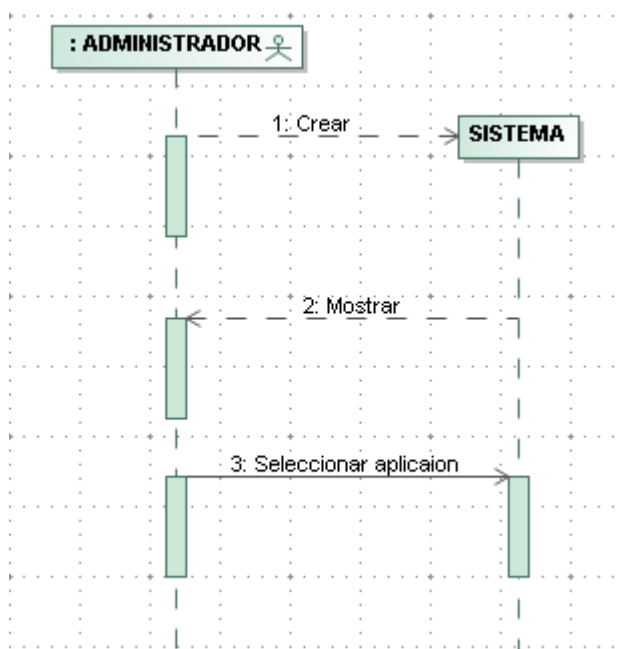 : ADMINISTRADOR
1: Crear
SISTEMA
2: Mostrar
3: Seleccionar aplicaion